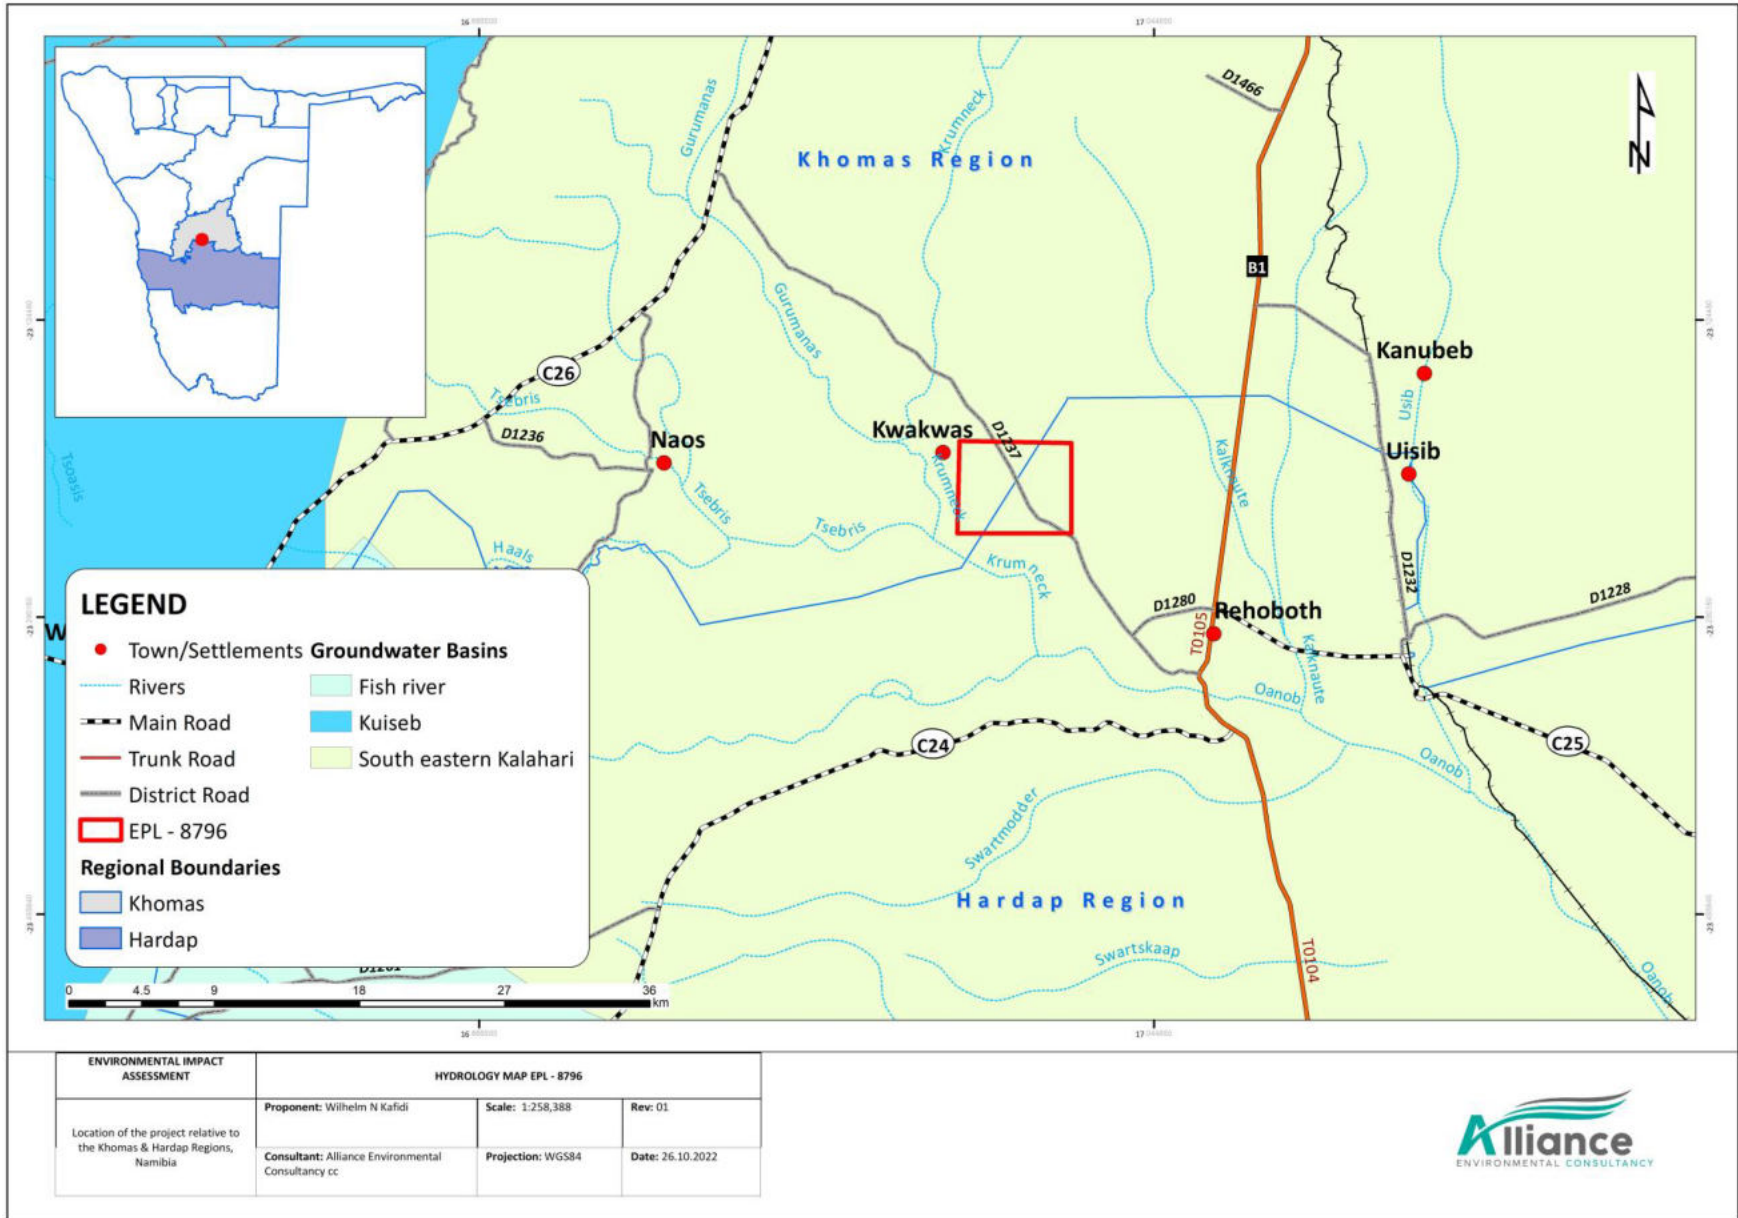 Gurumanas
Krumneck
D1466
Khomas Region
B1
Gurumanas
Kanubeb
C26
Tsebris
Usib
D1236
Naos
Kwakwas
D1237
Kalknaute
Uisib
Tsoasis
Krumneck
Tsebris
Tsebris
Haals
Krumneck
D1232
D1228
D1280
Rehoboth
T0105
W
Kalknaute
Oanob
C24
C25
Oanob
Swartmodder
Hardap Region
Swartskaap
T0104
Oanob
LEGEND
Town/Settlements
Rivers
Main Road
Trunk Road
District Road
EPL - 8796
Regional Boundaries
Khomas
Hardap
Groundwater Basins
Fish river
Kuiseb
South eastern Kalahari
0 4.5 9 18 27 36
km
N
ENVIRONMENTAL IMPACT
ASSESSMENT
HYDROLOGY MAP EPL - 8796
Location of the project relative to
the Khomas & Hardap Regions,
Namibia
Proponent: Wilhelm N Kafidi
Scale: 1:258,388
Rev: 01
Consultant: Alliance Environmental
Consultancy cc
Projection: WGS84
Date: 26.10.2022
Alliance
ENVIRONMENTAL CONSULTANCY